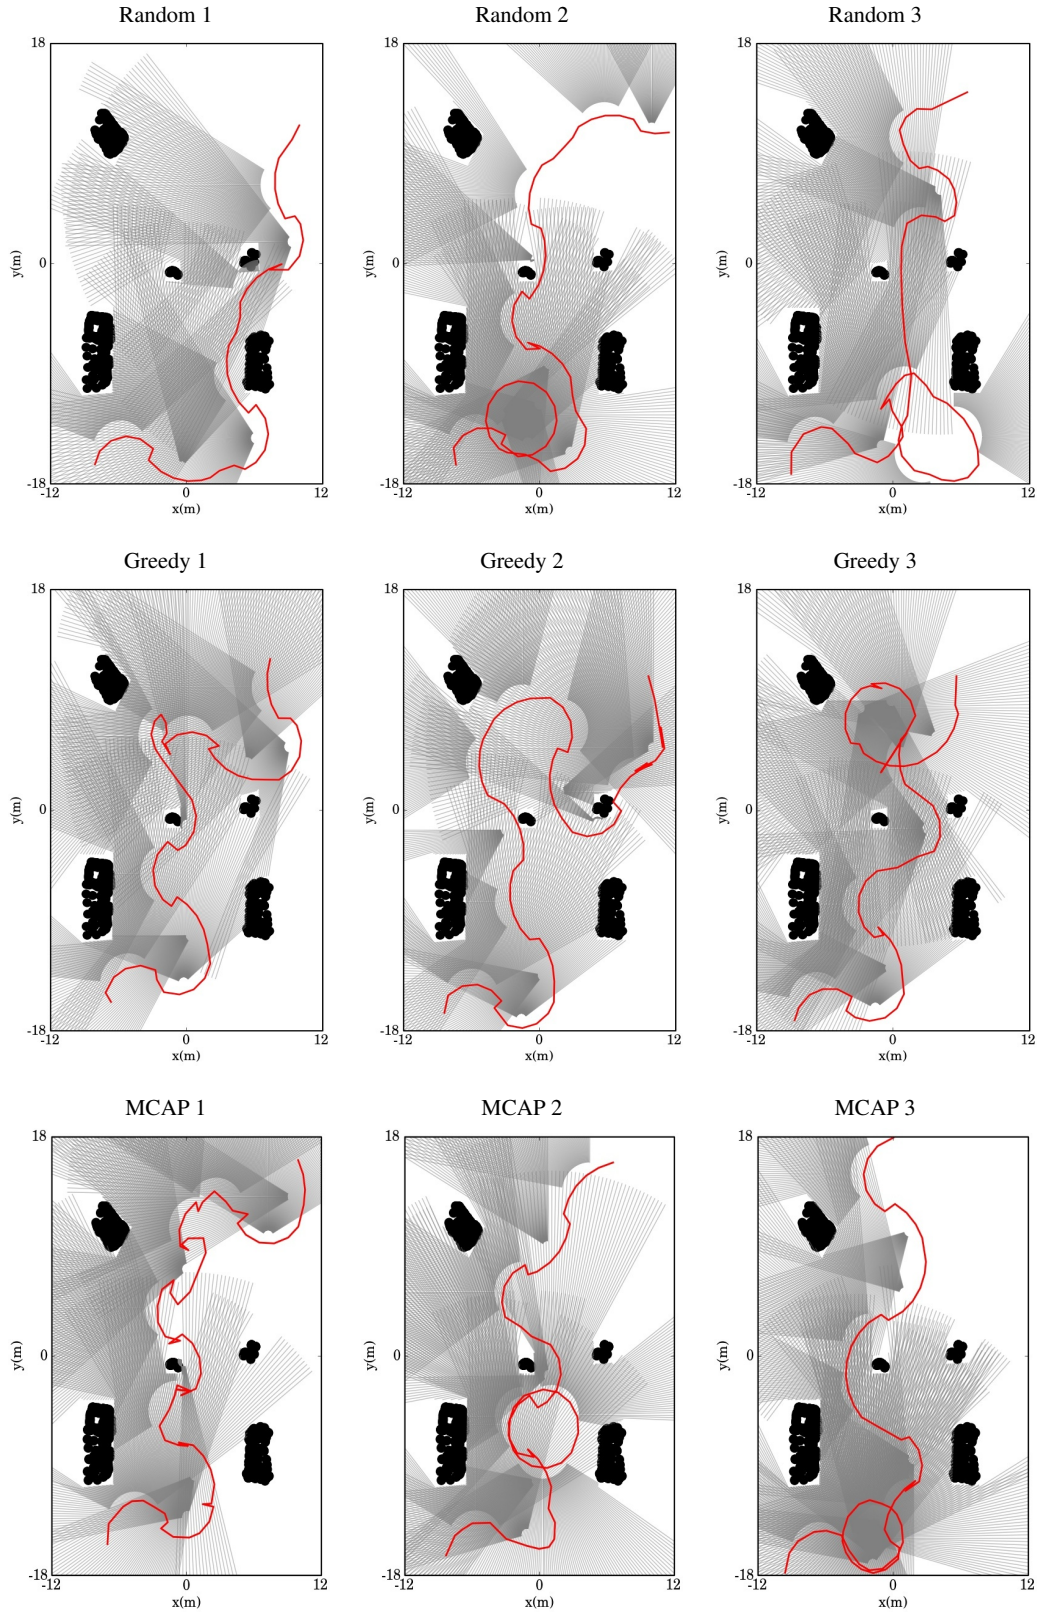 Random 1 Random 2 Random 3
18 18 18
y(m) y(m) y(m)
0 0 0
-18 -18 -18
-12 0 12 -12 0 12 -12 0 12
x(m) x(m) x(m)
Greedy 1 Greedy 2 Greedy 3
18 18 18
y(m) y(m) y(m)
0 0 0
-18 -18 -18
-12 0 12 -12 0 12 -12 0 12
x(m) x(m) x(m)
MCAP 1 MCAP 2 MCAP 3
18 18 18
y(m) y(m) y(m)
0 0 0
-18 -18 -18
-12 0 12 -12 0 12 -12 0 12
x(m) x(m) x(m)